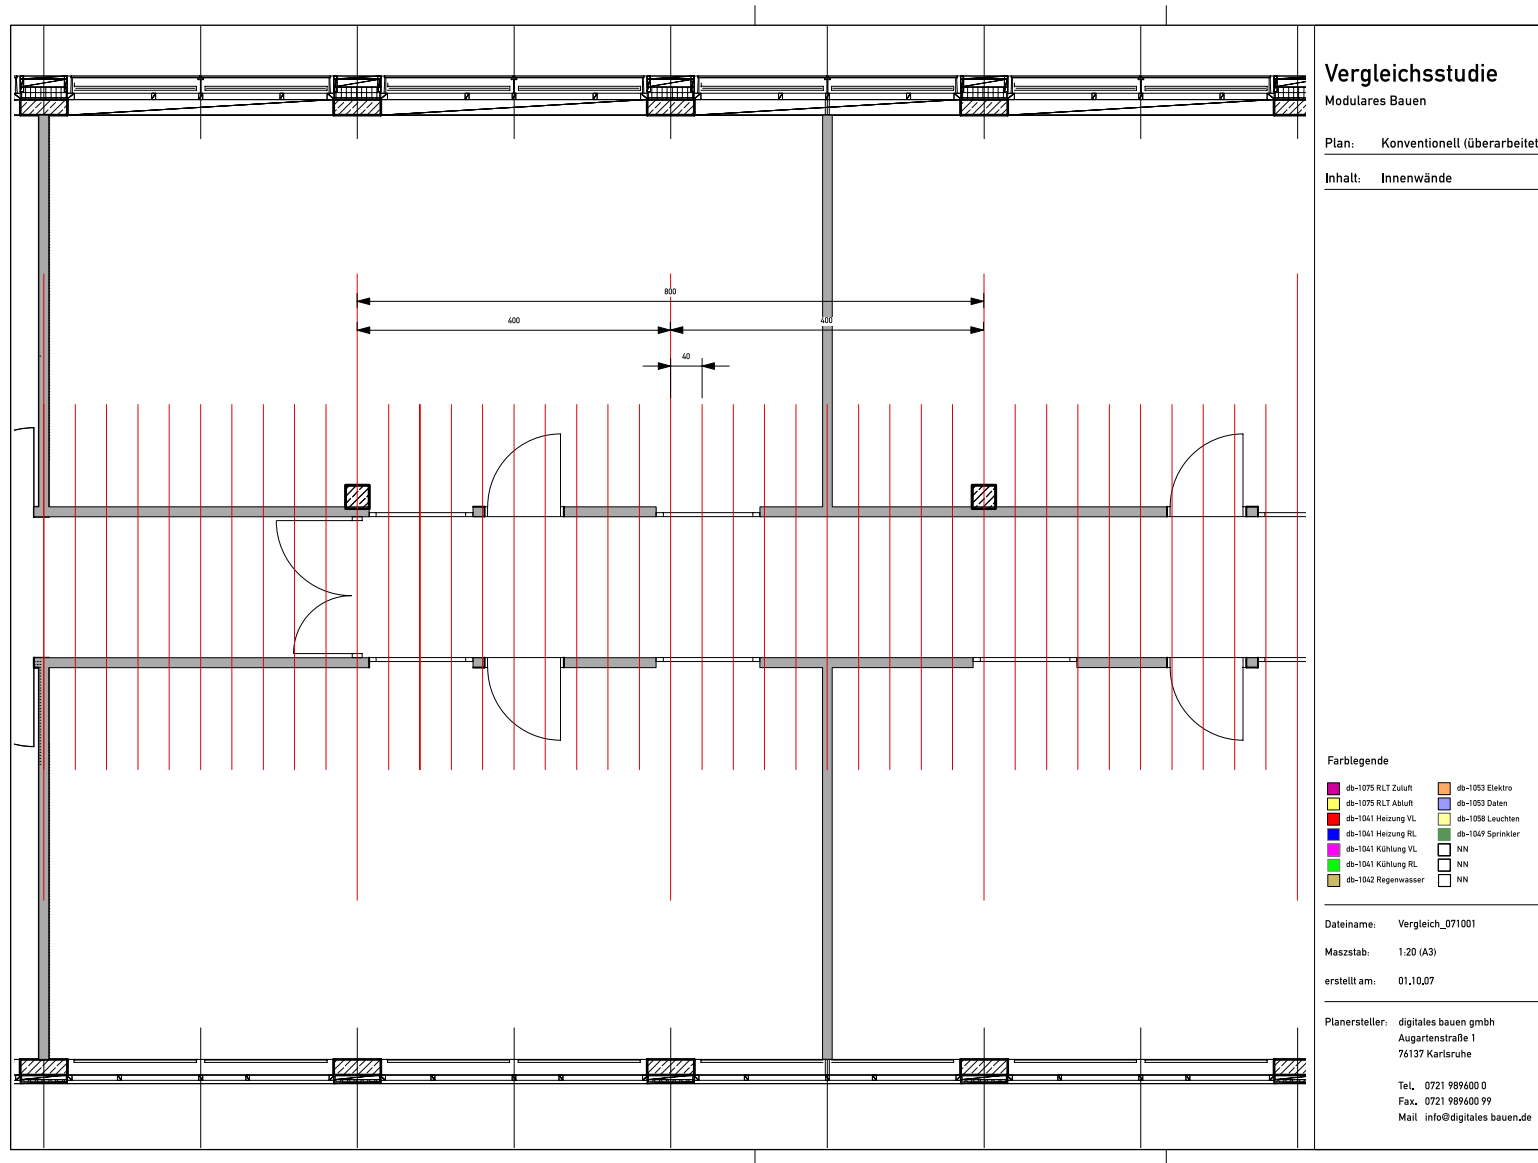 800
400
400
40
Vergleichsstudie
Modulares Bauen
Plan: Konventionell (überarbeitet
Inhalt: Innenwände
Farblegende
db-1075 RLT Zuluft
db-1075 RLT Abluft
db-1041 Heizung VL
db-1041 Heizung RL
db-1041 Kühlung VL
db-1041 Kühlung RL
db-1042 Regenwasser
db-1053 Elektro
db-1053 Daten
db-1058 Leuchten
db-1049 Sprinkler
NN
NN
NN
Dateiname: Vergleich_071001
Maszstab: 1:20 (A3)
erstellt am: 01.10.07
Planersteller: digitales bauen gmbh
Augartenstraße 1
76137 Karlsruhe
Tel. 0721 989600 0
Fax. 0721 989600 99
Mail info@digitales bauen.de